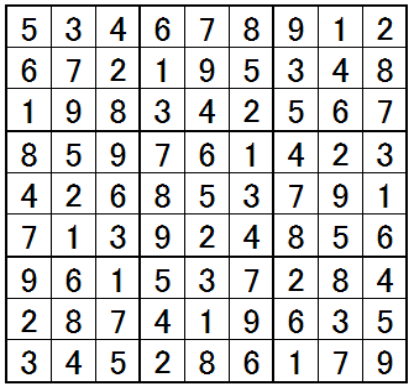 5 3 4 6 7 8 9 1 2
6 7 2 1 9 5 3 4 8
1 9 8 3 4 2 5 6 7
8 5 9 7 6 1 4 2 3
4 2 6 8 5 3 7 9 1
7 1 3 9 2 4 8 5 6
9 6 1 5 3 7 2 8 4
2 8 7 4 1 9 6 3 5
3 4 5 2 8 6 1 7 9